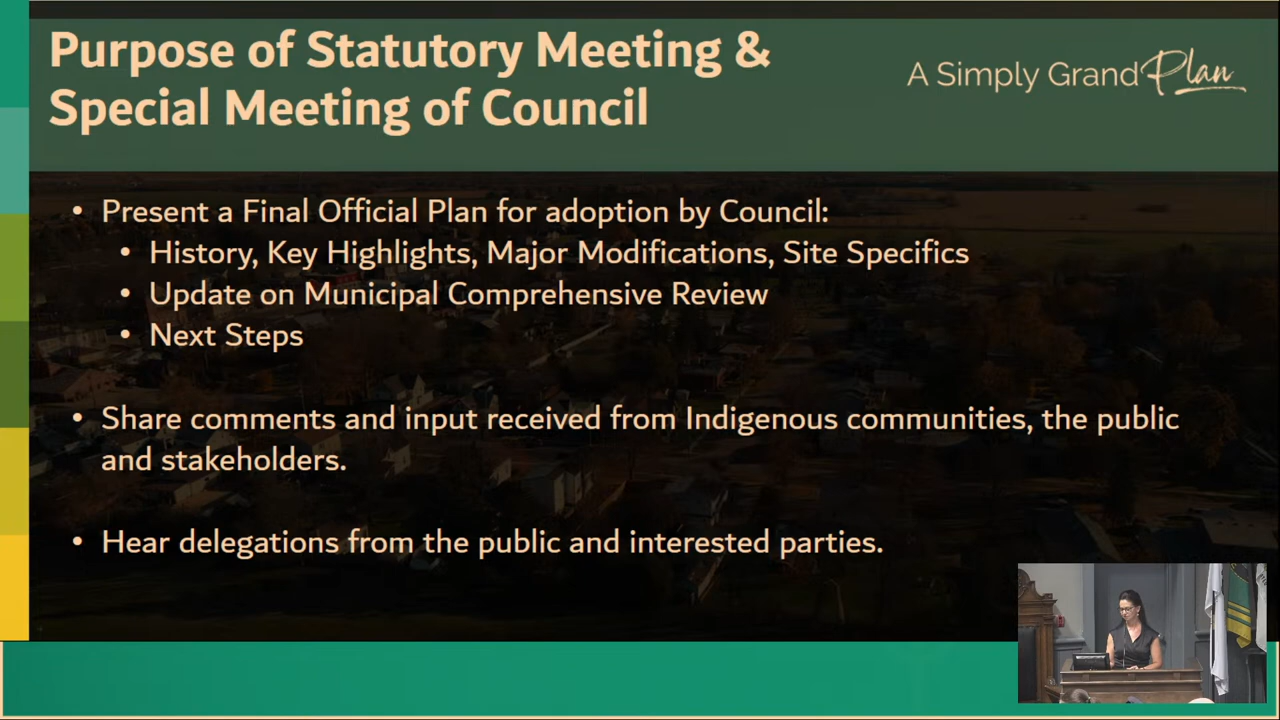 Purpose of Statutory Meeting &
Special Meeting of Council
A Simply Grand Plan
• Present a Final Official Plan for adoption by Council:
• History, Key Highlights, Major Modifications, Site Specifics
• Update on Municipal Comprehensive Review
• Next Steps
• Share comments and input received from Indigenous communities, the public
and stakeholders.
• Hear delegations from the public and interested parties.